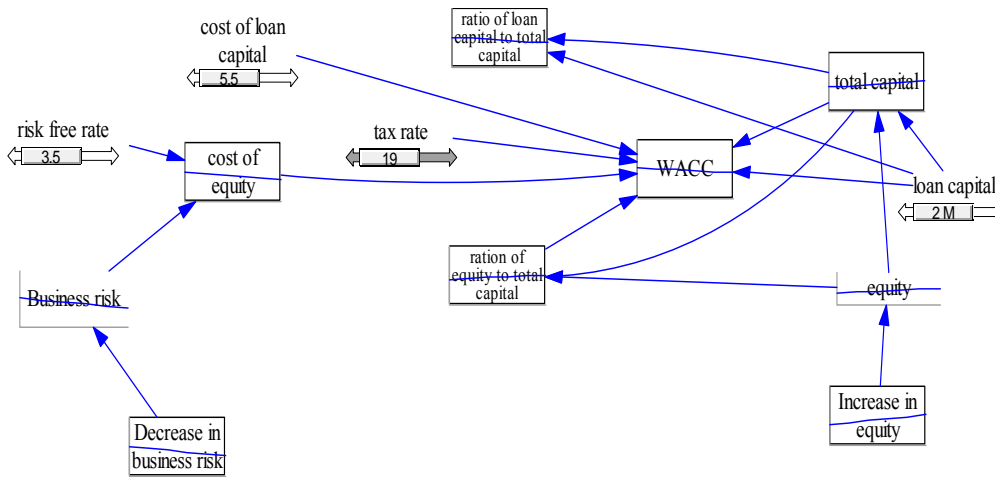 cost of loan
capital
5.5
ratio of loan
capital to total
capital
total capital
risk free rate
3.5
cost of
equity
tax rate
19
WACC
loan capital
2 M
ration of
equity to total
capital
Business risk
equity
Decrease in
business risk
Increase in
equity